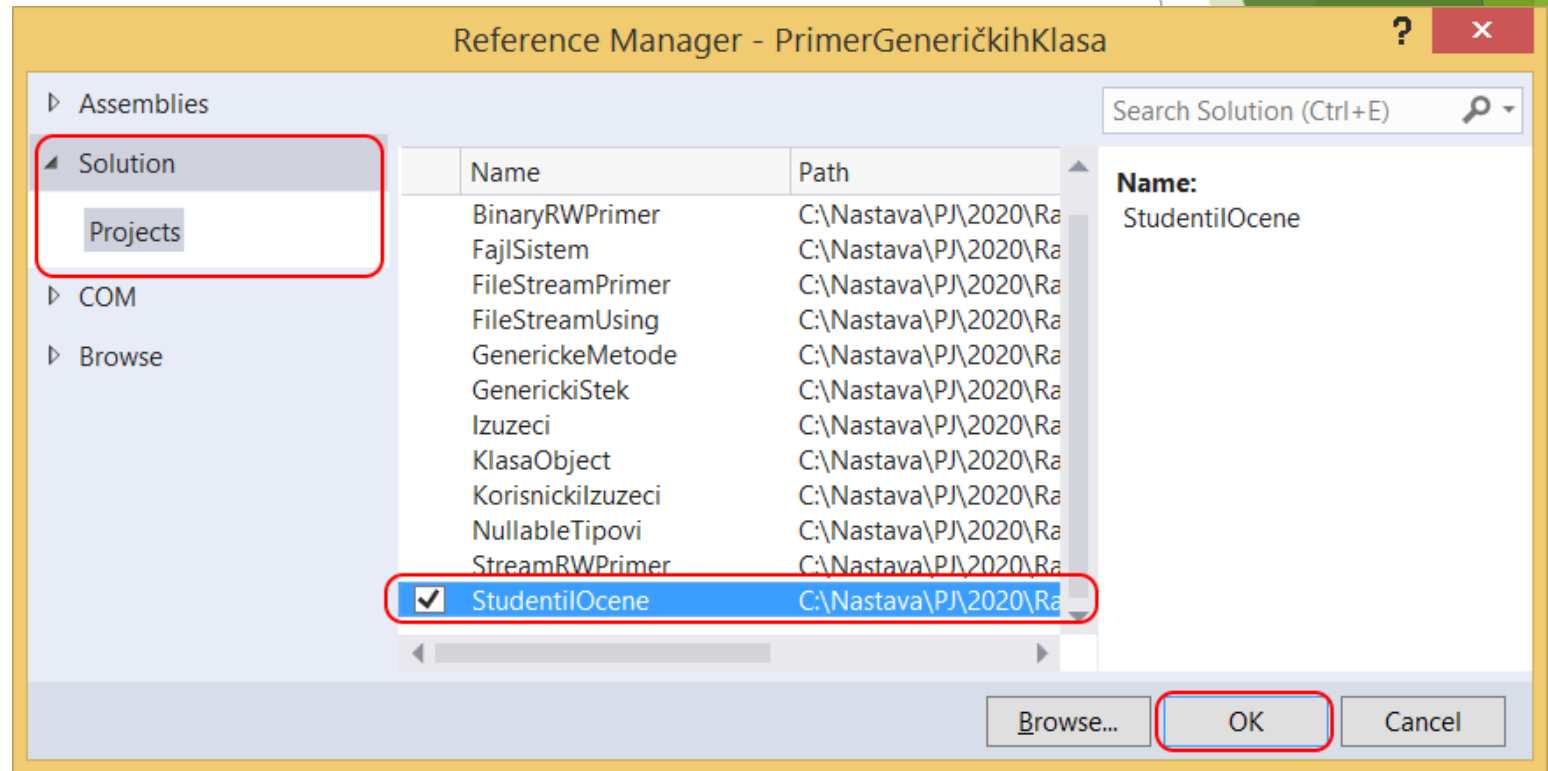 Reference Manager - PrimerGeneričkihKlasa
?
Assemblies
Solution
Projects
COM
Browse
Search Solution (Ctrl+E)
Name Path
BinaryRWPrimer C:\Nastava\PJ\2020\Ra
FajlSistem C:\Nastava\PJ\2020\Ra
FileStreamPrimer C:\Nastava\PJ\2020\Ra
FileStreamUsing C:\Nastava\PJ\2020\Ra
GenerickeMetode C:\Nastava\PJ\2020\Ra
GenerickiStek C:\Nastava\PJ\2020\Ra
Izuzeci C:\Nastava\PJ\2020\Ra
KlasaObject C:\Nastava\PJ\2020\Ra
KorisnickiIzuzeci C:\Nastava\PJ\2020\Ra
NullableTipovi C:\Nastava\PJ\2020\Ra
StreamRWPrimer C:\Nastava\PJ\2020\Ra
StudentiIOcene C:\Nastava\PJ\2020\Ra
Name:
StudentiIOcene
Browse... OK Cancel